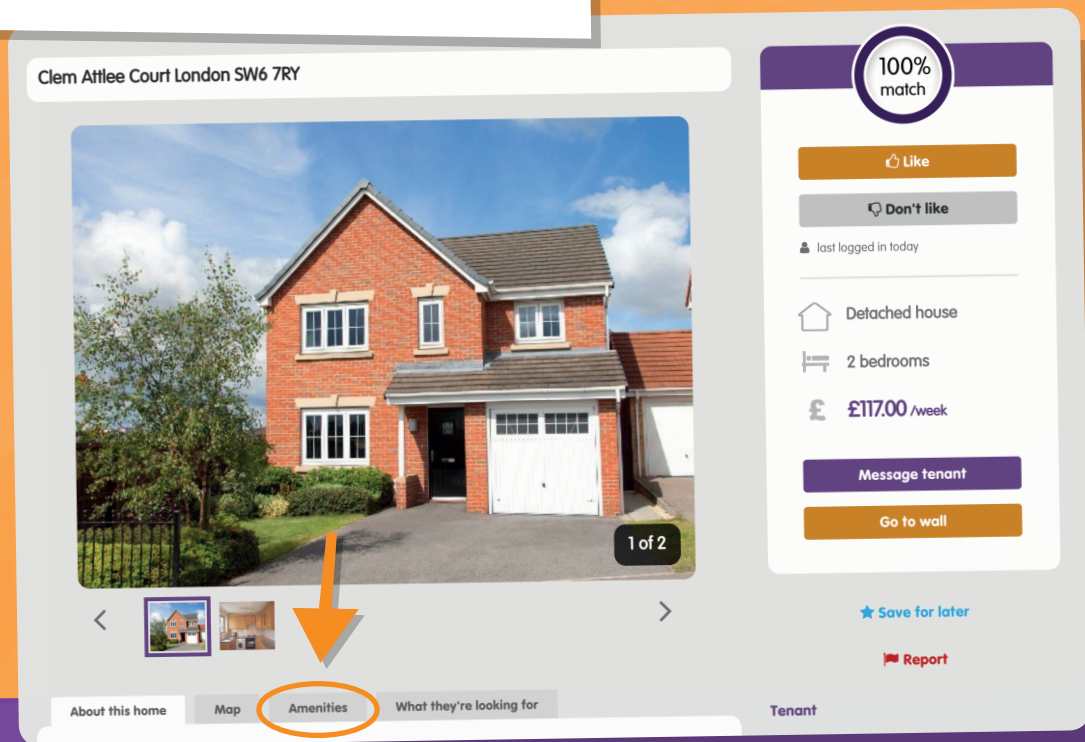 Clem Attlee Court London SW6 7RY
100%
match
Like
Don't like
last logged in today
Detached house
2 bedrooms
£ £117.00 /week
Message tenant
Go to wall
1 of 2
Save for later
Report
About this home
Map
Amenities
What they're looking for
Tenant